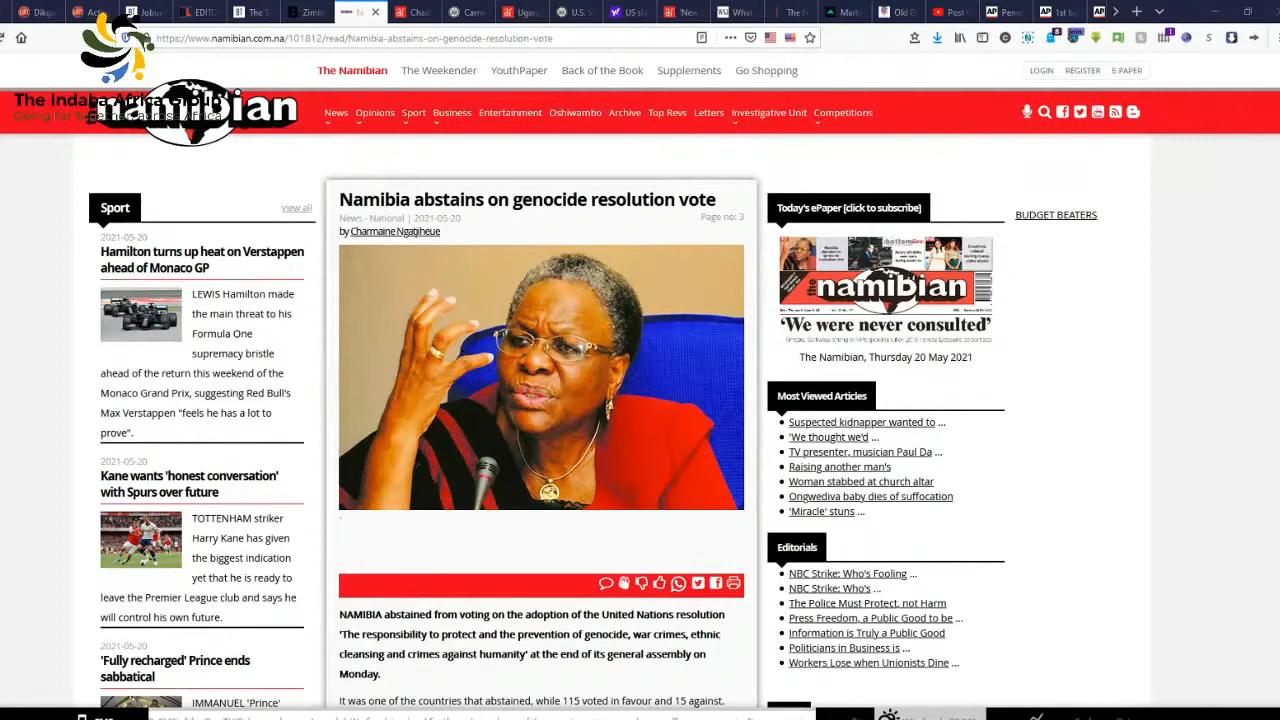 https://www.namibian.com.na/101812/read/Namibia-abstains-on-genocide-resolution-vote
The Namibian
The Weekender
YouthPaper
Back of the Book
Supplements
Go Shopping
LOGIN
REGISTER
E-PAPER
The Indaba Africa Group
Going far together across Africa
namibian
News
Opinions
Sport
Business
Entertainment
Oshiwambo
Archive
Top Revs
Letters
Investigative Unit
Competitions
Sport
view all
2021-05-20
Hamilton turns up heat on Verstappen
ahead of Monaco GP
LEWIS Hamilton made
the main threat to his
Formula One
supremacy bristle
ahead of the return this weekend of the
Monaco Grand Prix, suggesting Red Bull's
Max Verstappen "feels he has a lot to
prove".
2021-05-20
Kane wants 'honest conversation'
with Spurs over future
TOTTENHAM striker
Harry Kane has given
the biggest indication
yet that he is ready to
leave the Premier League club and says he
will control his own future.
2021-05-20
'Fully recharged' Prince ends
sabbatical
IMMANUEL 'Prince'
Namibia abstains on genocide resolution vote
News - National | 2021-05-20
Page no: 3
by Charmaine Ngatjiheue
NAMIBIA abstained from voting on the adoption of the United Nations resolution
'The responsibility to protect and the prevention of genocide, war crimes, ethnic
cleansing and crimes against humanity' at the end of its general assembly on
Monday.
It was one of the countries that abstained, while 115 voted in favour and 15 against.
Today's ePaper [click to subscribe]
the namibian
'We were never consulted'
The Namibian, Thursday 20 May 2021
Most Viewed Articles
Suspected kidnapper wanted to ...
'We thought we'd ...
TV presenter, musician Paul Da ...
Raising another man's
Woman stabbed at church altar
Ongwediva baby dies of suffocation
'Miracle' stuns ...
Editorials
NBC Strike: Who's Fooling ...
NBC Strike: Who's ...
The Police Must Protect, not Harm
Press Freedom, a Public Good to be ...
Information is Truly a Public Good
Politicians in Business is ...
Workers Lose when Unionists Dine ...
BUDGET BEATERS